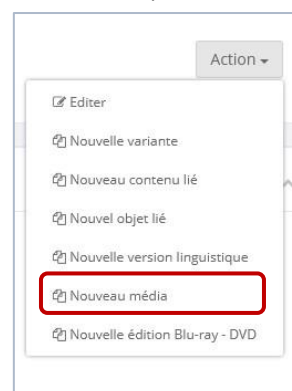 Action
Editer
Nouvelle variante
Nouveau contenu lié
Nouvel objet lié
Nouvelle version linguistique
Nouveau média
Nouvelle édition Blu-ray - DVD